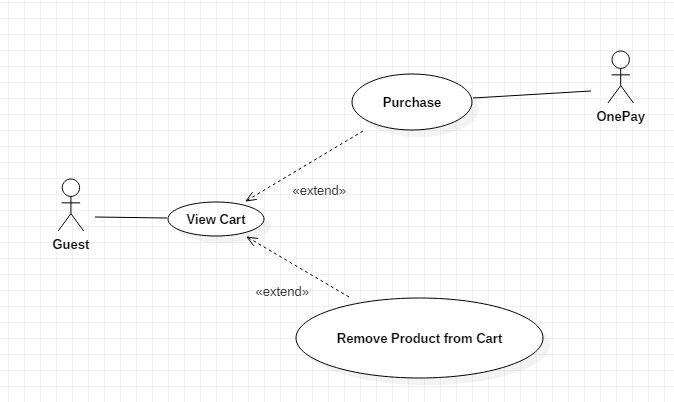 Purchase
OnePay
«extend»
View Cart
Guest
«extend»
Remove Product from Cart